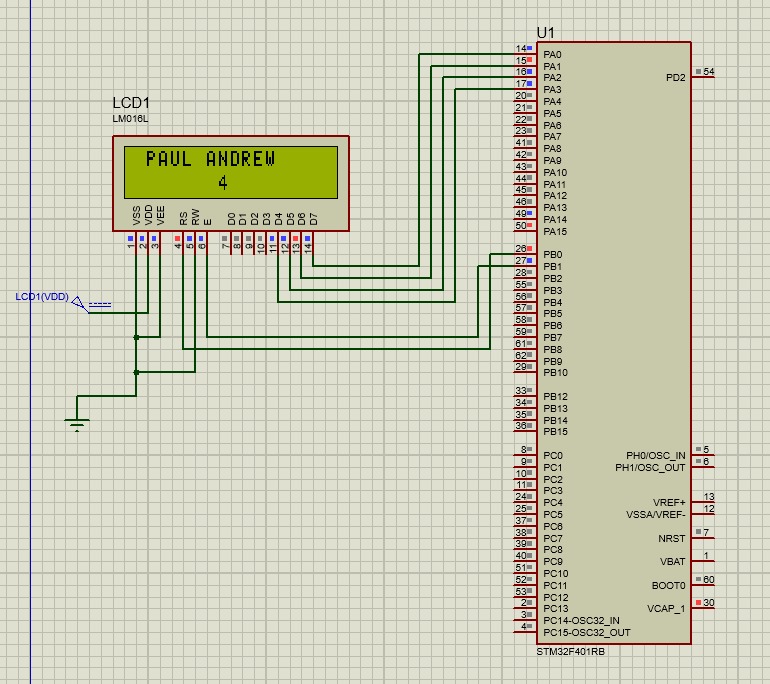 LCD1
LM016L
PAUL ANDREW
4
VSS
VDD
VEE
RS
RW
E
D0
D1
D2
D3
D4
D5
D6
D7
1
2
3
4
5
6
7
8
9
10
11
12
13
14
LCD1(VDD)
U1
14 PA0
15 PA1
16 PA2 PD2 54
17 PA3
20 PA4
21 PA5
22 PA6
23 PA7
41 PA8
42 PA9
43 PA10
44 PA11
45 PA12
46 PA13
49 PA14
50 PA15
26 PB0
27 PB1
28 PB2
55 PB3
56 PB4
57 PB5
58 PB6
59 PB7
61 PB8
62 PB9
29 PB10
33 PB12
34 PB13
35 PB14
36 PB15
8 PC0 PH0/OSC_IN 5
9 PC1 PH1/OSC_OUT 6
10 PC2
11 PC3
24 PC4 VREF+ 13
25 PC5 VSSA/VREF- 12
37 PC6
38 PC7 NRST 7
39 PC8
40 PC9 VBAT 1
51 PC10
52 PC11 BOOT0 60
53 PC12
2 PC13 VCAP_1 30
3 PC14-OSC32_IN
4 PC15-OSC32_OUT
STM32F401RB